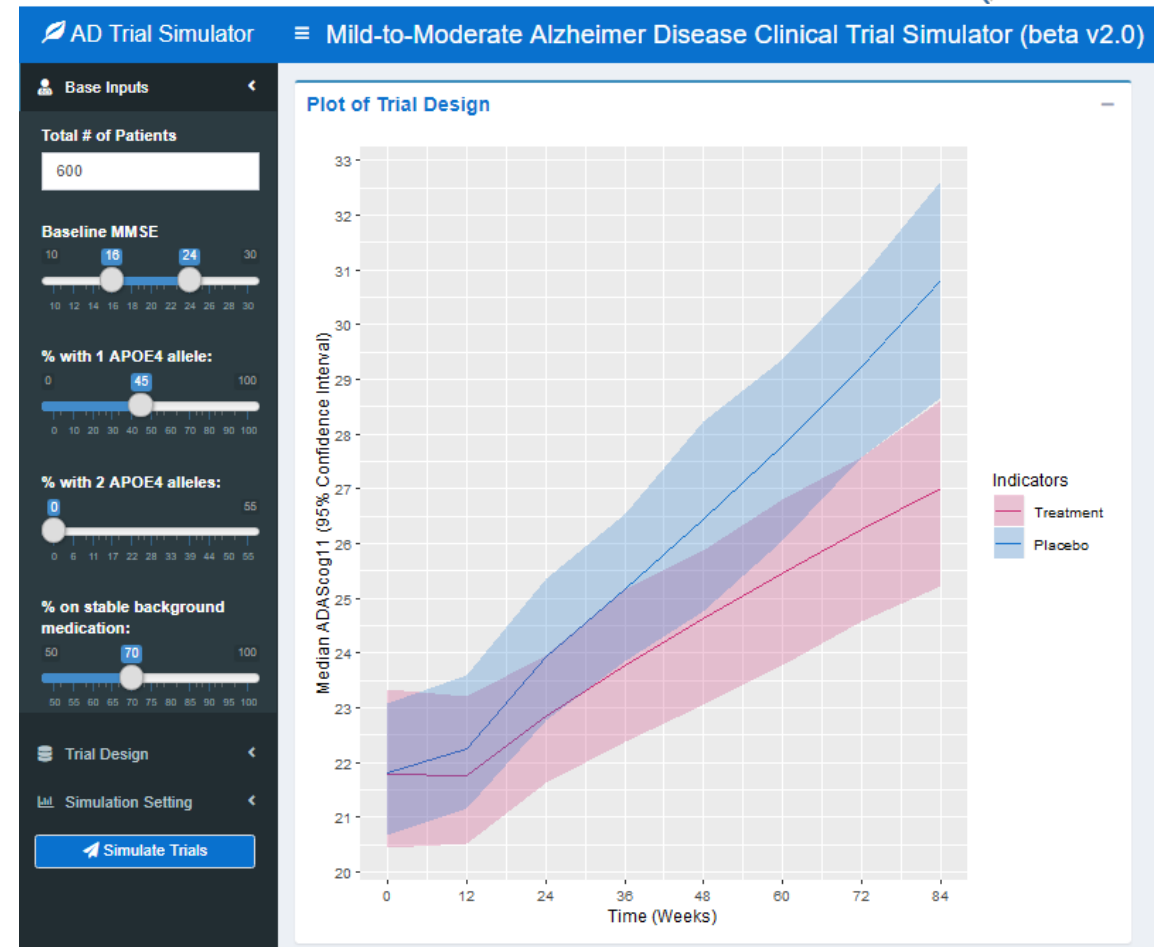 AD Trial Simulator
Mild-to-Moderate Alzheimer Disease Clinical Trial Simulator (beta v2.0)
Base Inputs
Total # of Patients
600
Baseline MMSE
10 16 24 30
10 12 14 16 18 20 22 24 26 28 30
% with 1 APOE4 allele:
0 45 100
0 10 20 30 40 50 60 70 80 90 100
% with 2 APOE4 alleles:
0 55
0 6 11 17 22 28 33 39 44 50 55
% on stable background
medication:
50 70 100
50 55 60 65 70 75 80 85 90 95 100
Trial Design
Simulation Setting
Simulate Trials
Plot of Trial Design
Median ADAScog11 (95% Confidence Interval)
33
32
31
30
29
28
27
26
25
24
23
22
21
20
0 12 24 36 48 60 72 84
Time (Weeks)
Indicators
Treatment
Placebo